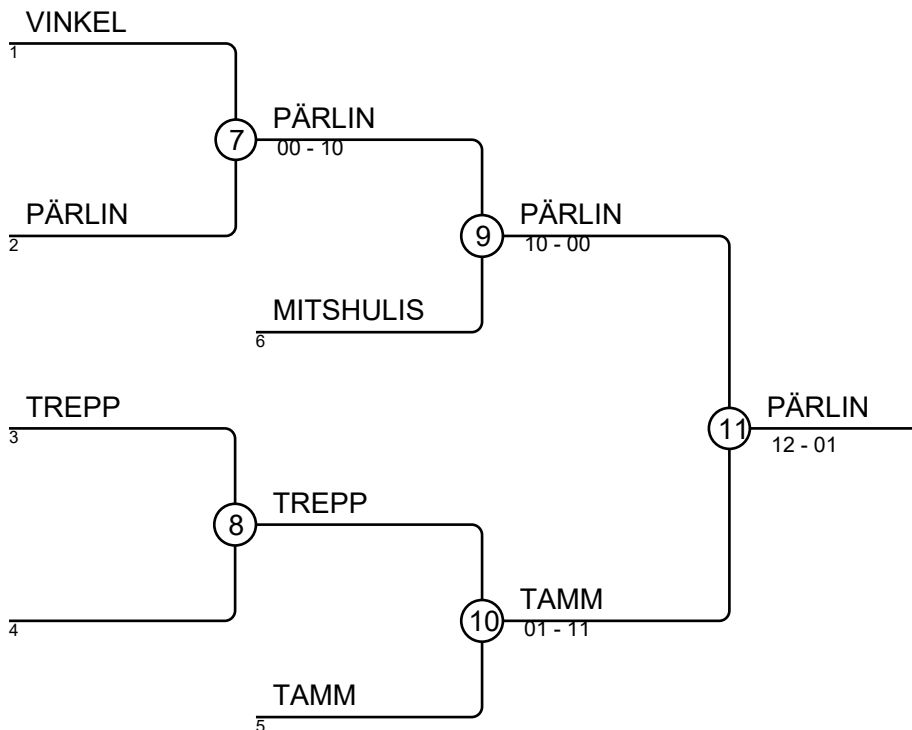 VINKEL
1
7
PÄRLIN
00 - 10
PÄRLIN
2
9
PÄRLIN
10 - 00
MITSHULIS
6
TREPP
3
11
PÄRLIN
12 - 01
8
TREPP
4
10
TAMM
01 - 11
TAMM
5